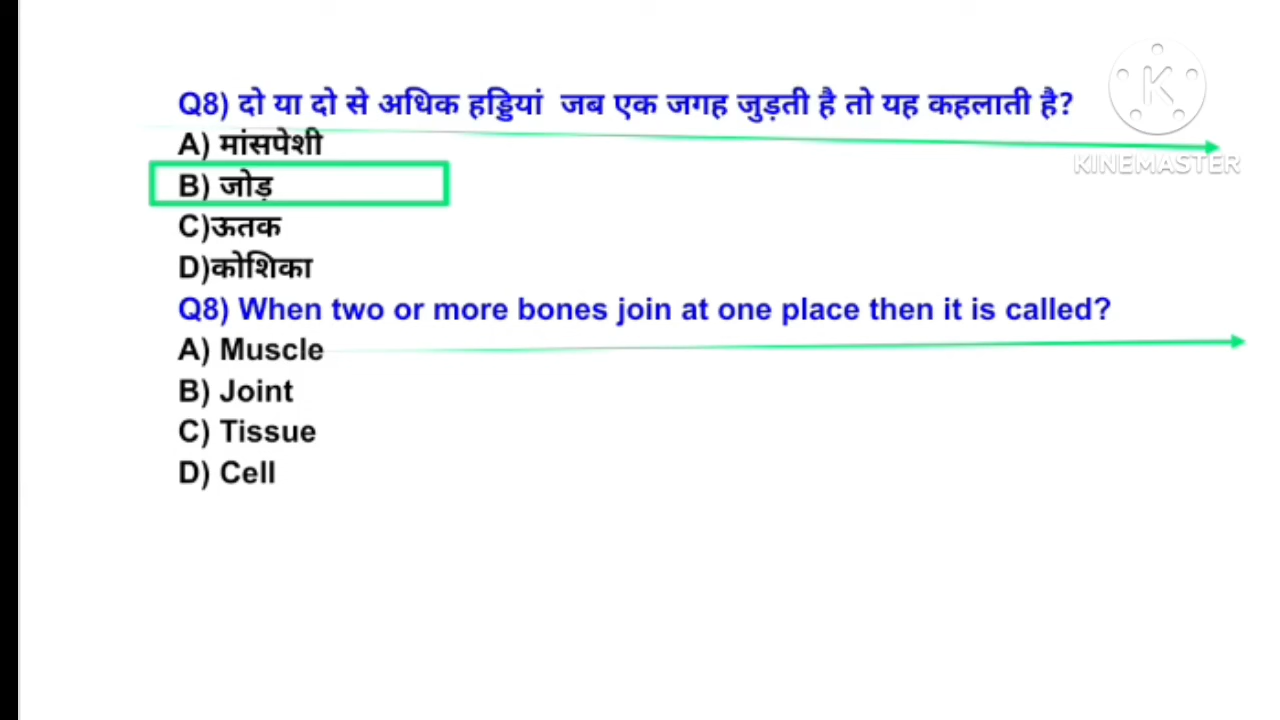 Q8) दो या दो से अधिक हड्डियां जब एक जगह जुड़ती है तो यह कहलाती है?
A) मांसपेशी
B) जोड़
C)ऊतक
D)कोशिका
Q8) When two or more bones join at one place then it is called?
A) Muscle
B) Joint
C) Tissue
D) Cell
K
KINEMASTER